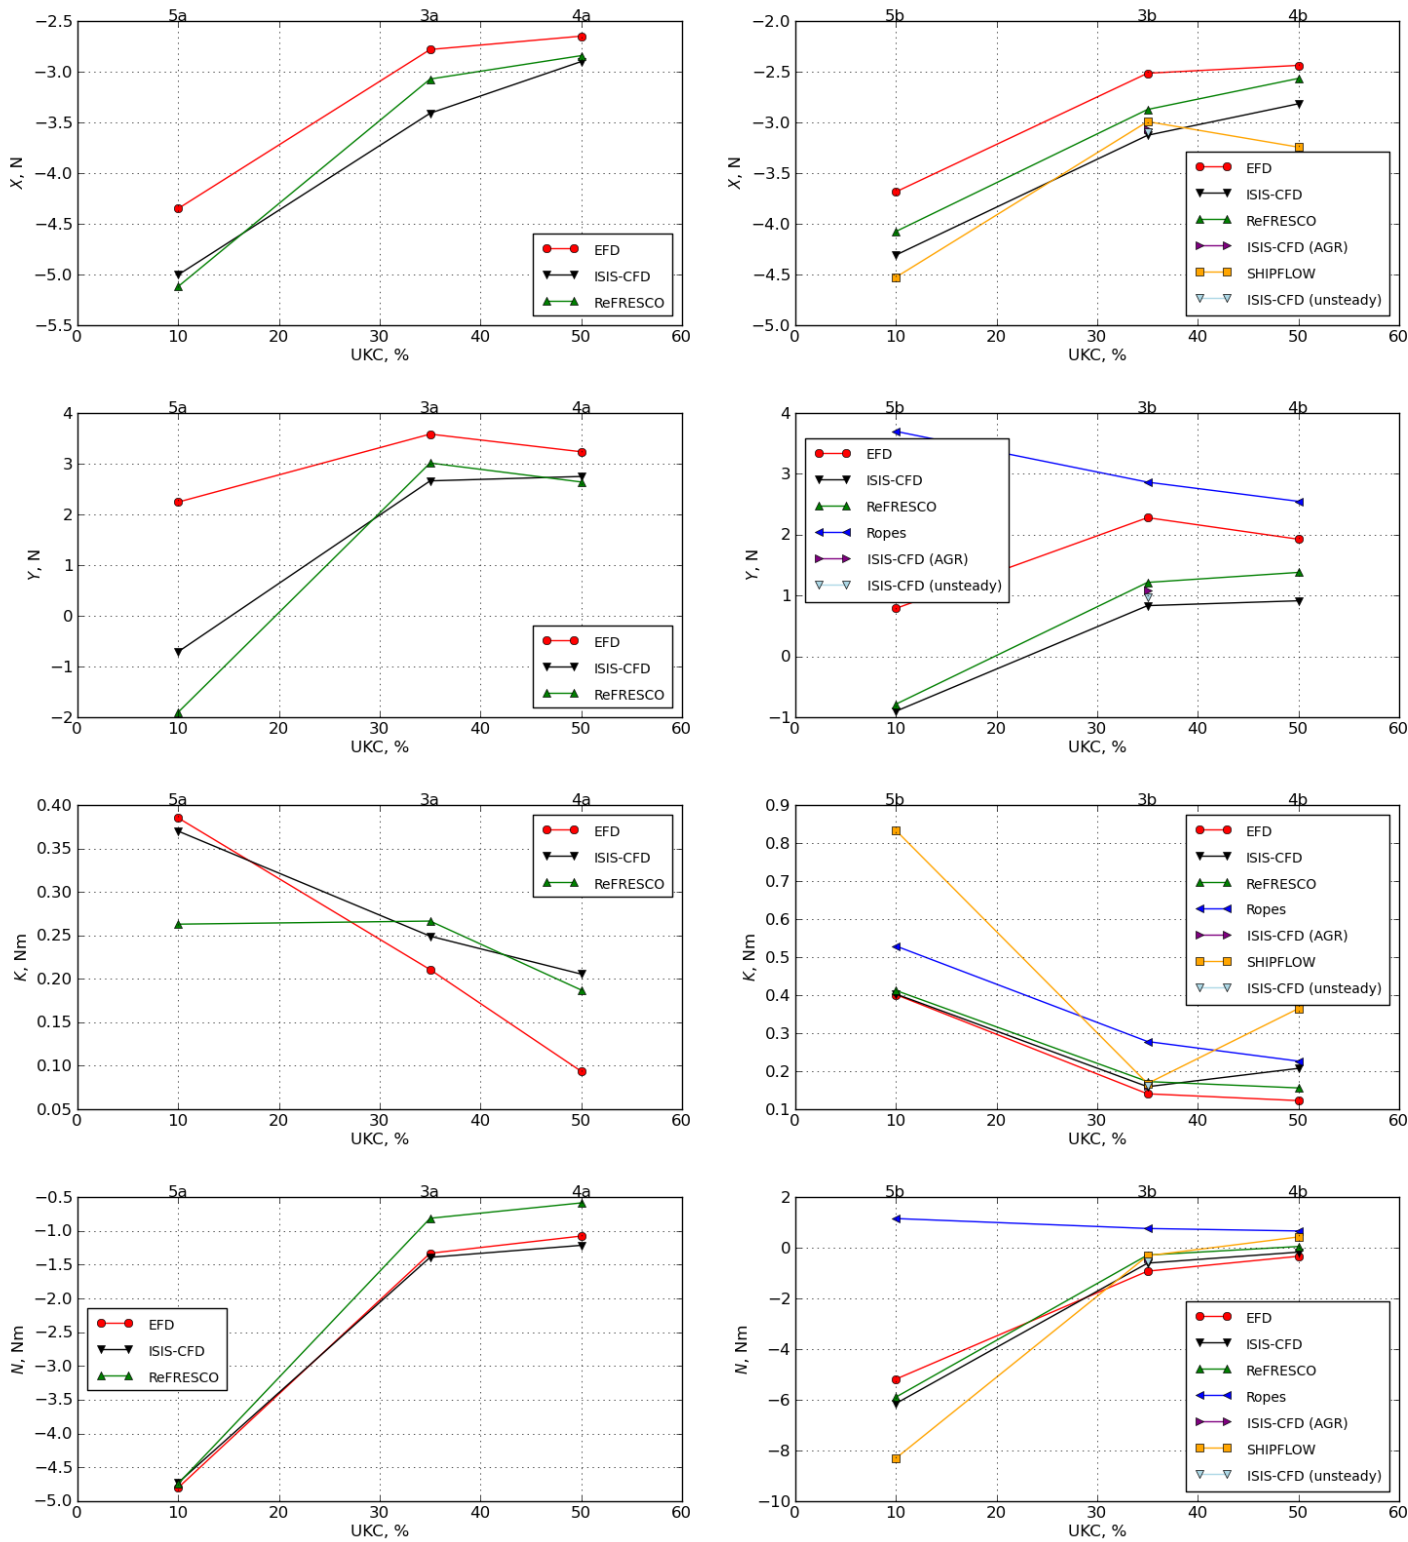 5a 3a 4a
−2.5
−3.0
−3.5
−4.0
−4.5
−5.0
−5.5
X, N
0 10 20 30 40 50 60
UKC, %
EFD
ISIS-CFD
ReFRESCO
5b 3b 4b
−2.0
−2.5
−3.0
−3.5
−4.0
−4.5
−5.0
X, N
0 10 20 30 40 50 60
UKC, %
EFD
ISIS-CFD
ReFRESCO
ISIS-CFD (AGR)
SHIPFLOW
ISIS-CFD (unsteady)
5a 3a 4a
4
3
2
1
0
−1
−2
Y, N
0 10 20 30 40 50 60
UKC, %
EFD
ISIS-CFD
ReFRESCO
5b 3b 4b
4
3
2
1
0
−1
Y, N
0 10 20 30 40 50 60
UKC, %
EFD
ISIS-CFD
ReFRESCO
Ropes
ISIS-CFD (AGR)
ISIS-CFD (unsteady)
5a 3a 4a
0.40
0.35
0.30
0.25
0.20
0.15
0.10
0.05
K, Nm
0 10 20 30 40 50 60
UKC, %
EFD
ISIS-CFD
ReFRESCO
5b 3b 4b
0.9
0.8
0.7
0.6
0.5
0.4
0.3
0.2
0.1
K, Nm
0 10 20 30 40 50 60
UKC, %
EFD
ISIS-CFD
ReFRESCO
Ropes
ISIS-CFD (AGR)
SHIPFLOW
ISIS-CFD (unsteady)
5a 3a 4a
−0.5
−1.0
−1.5
−2.0
−2.5
−3.0
−3.5
−4.0
−4.5
−5.0
N, Nm
0 10 20 30 40 50 60
UKC, %
EFD
ISIS-CFD
ReFRESCO
5b 3b 4b
2
0
−2
−4
−6
−8
−10
N, Nm
0 10 20 30 40 50 60
UKC, %
EFD
ISIS-CFD
ReFRESCO
Ropes
ISIS-CFD (AGR)
SHIPFLOW
ISIS-CFD (unsteady)